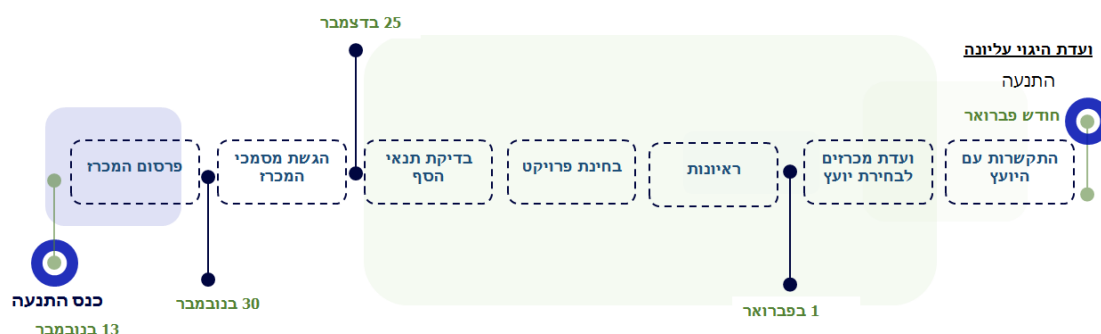 25 בדצמבר
ועדת היגוי עליונה
התנעה
חודש פברואר
פרסום המכרז
הגשת מסמכי
המכרז
בדיקת תנאי
הסף
בחינת פרויקט
ראיונות
ועדת מכרזים
לבחירת יועץ
התקשרות עם
היועץ
כנס התנעה
13 בנובמבר
30 בנובמבר
1 בפברואר